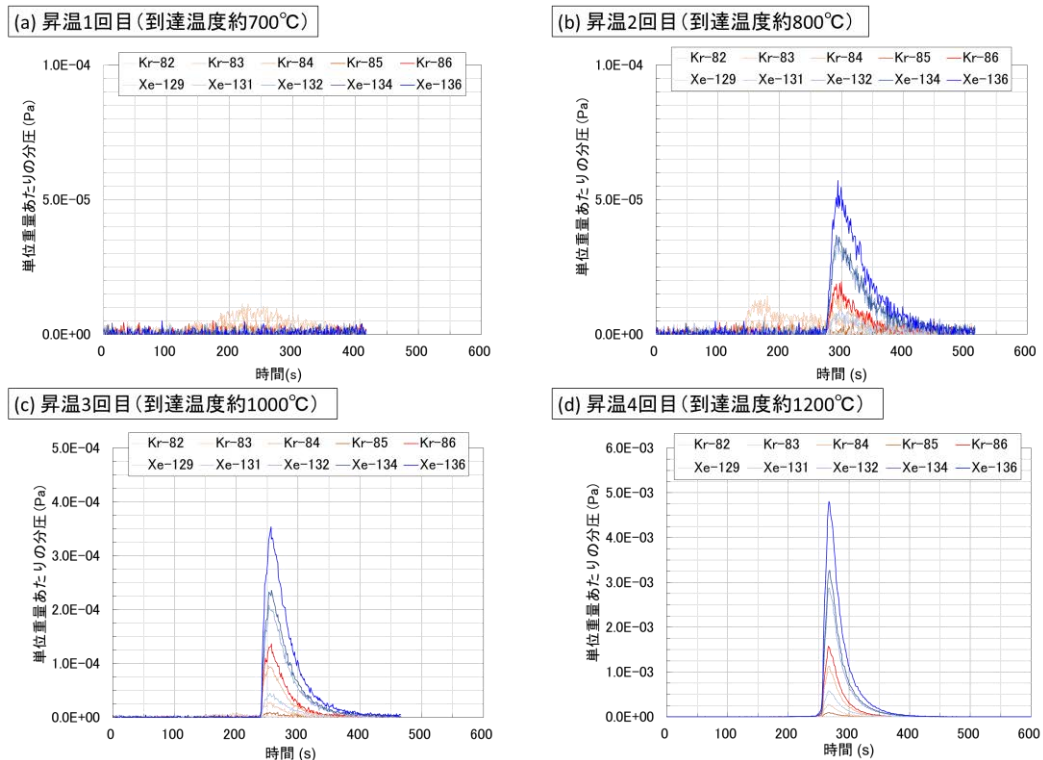 (a) 昇温1回目(到達温度約700℃)
Kr-82 Kr-83 Kr-84 Kr-85 Kr-86
Xe-129 Xe-131 Xe-132 Xe-134 Xe-136
単位重量あたりの分圧(Pa)
1.0E-04
5.0E-05
0.0E+00
0 100 200 300 400 500 600
時間(s)
(b) 昇温2回目(到達温度約800℃)
Kr-82 Kr-83 Kr-84 Kr-85 Kr-86
Xe-129 Xe-131 Xe-132 Xe-134 Xe-136
単位重量あたりの分圧(Pa)
1.0E-04
5.0E-05
0.0E+00
0 100 200 300 400 500 600
時間 (s)
(c) 昇温3回目(到達温度約1000℃)
Kr-82 Kr-83 Kr-84 Kr-85 Kr-86
Xe-129 Xe-131 Xe-132 Xe-134 Xe-136
単位重量あたりの分圧(Pa)
5.0E-04
4.0E-04
3.0E-04
2.0E-04
1.0E-04
0.0E+00
0 100 200 300 400 500 600
時間 (s)
(d) 昇温4回目(到達温度約1200℃)
Kr-82 Kr-83 Kr-84 Kr-85 Kr-86
Xe-129 Xe-131 Xe-132 Xe-134 Xe-136
単位重量あたりの分圧(Pa)
6.0E-03
5.0E-03
4.0E-03
3.0E-03
2.0E-03
1.0E-03
0.0E+00
0 100 200 300 400 500 600
時間 (s)